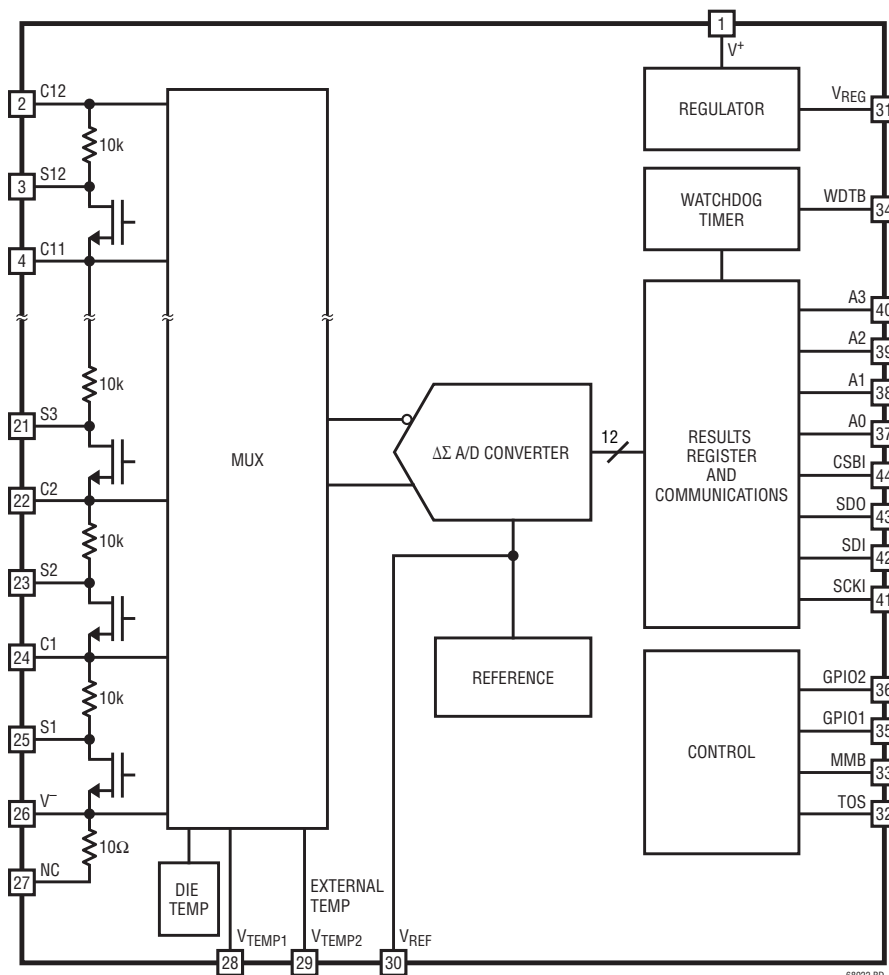 1
V+
2
C12
10k
3
S12
4
C11
10k
21
S3
22
C2
10k
23
S2
24
C1
10k
25
S1
26
V−
10Ω
27
NC
MUX
DIE
TEMP
28
VTEMP1
EXTERNAL
TEMP
29
VTEMP2
30
VREF
ΔΣ A/D CONVERTER
12
REFERENCE
REGULATOR
VREG
31
WATCHDOG
TIMER
WDTB
34
RESULTS
REGISTER
AND
COMMUNICATIONS
A3
40
A2
39
A1
38
A0
37
CSBI
44
SDO
43
SDI
42
SCKI
41
CONTROL
GPIO2
36
GPIO1
35
MMB
33
TOS
32